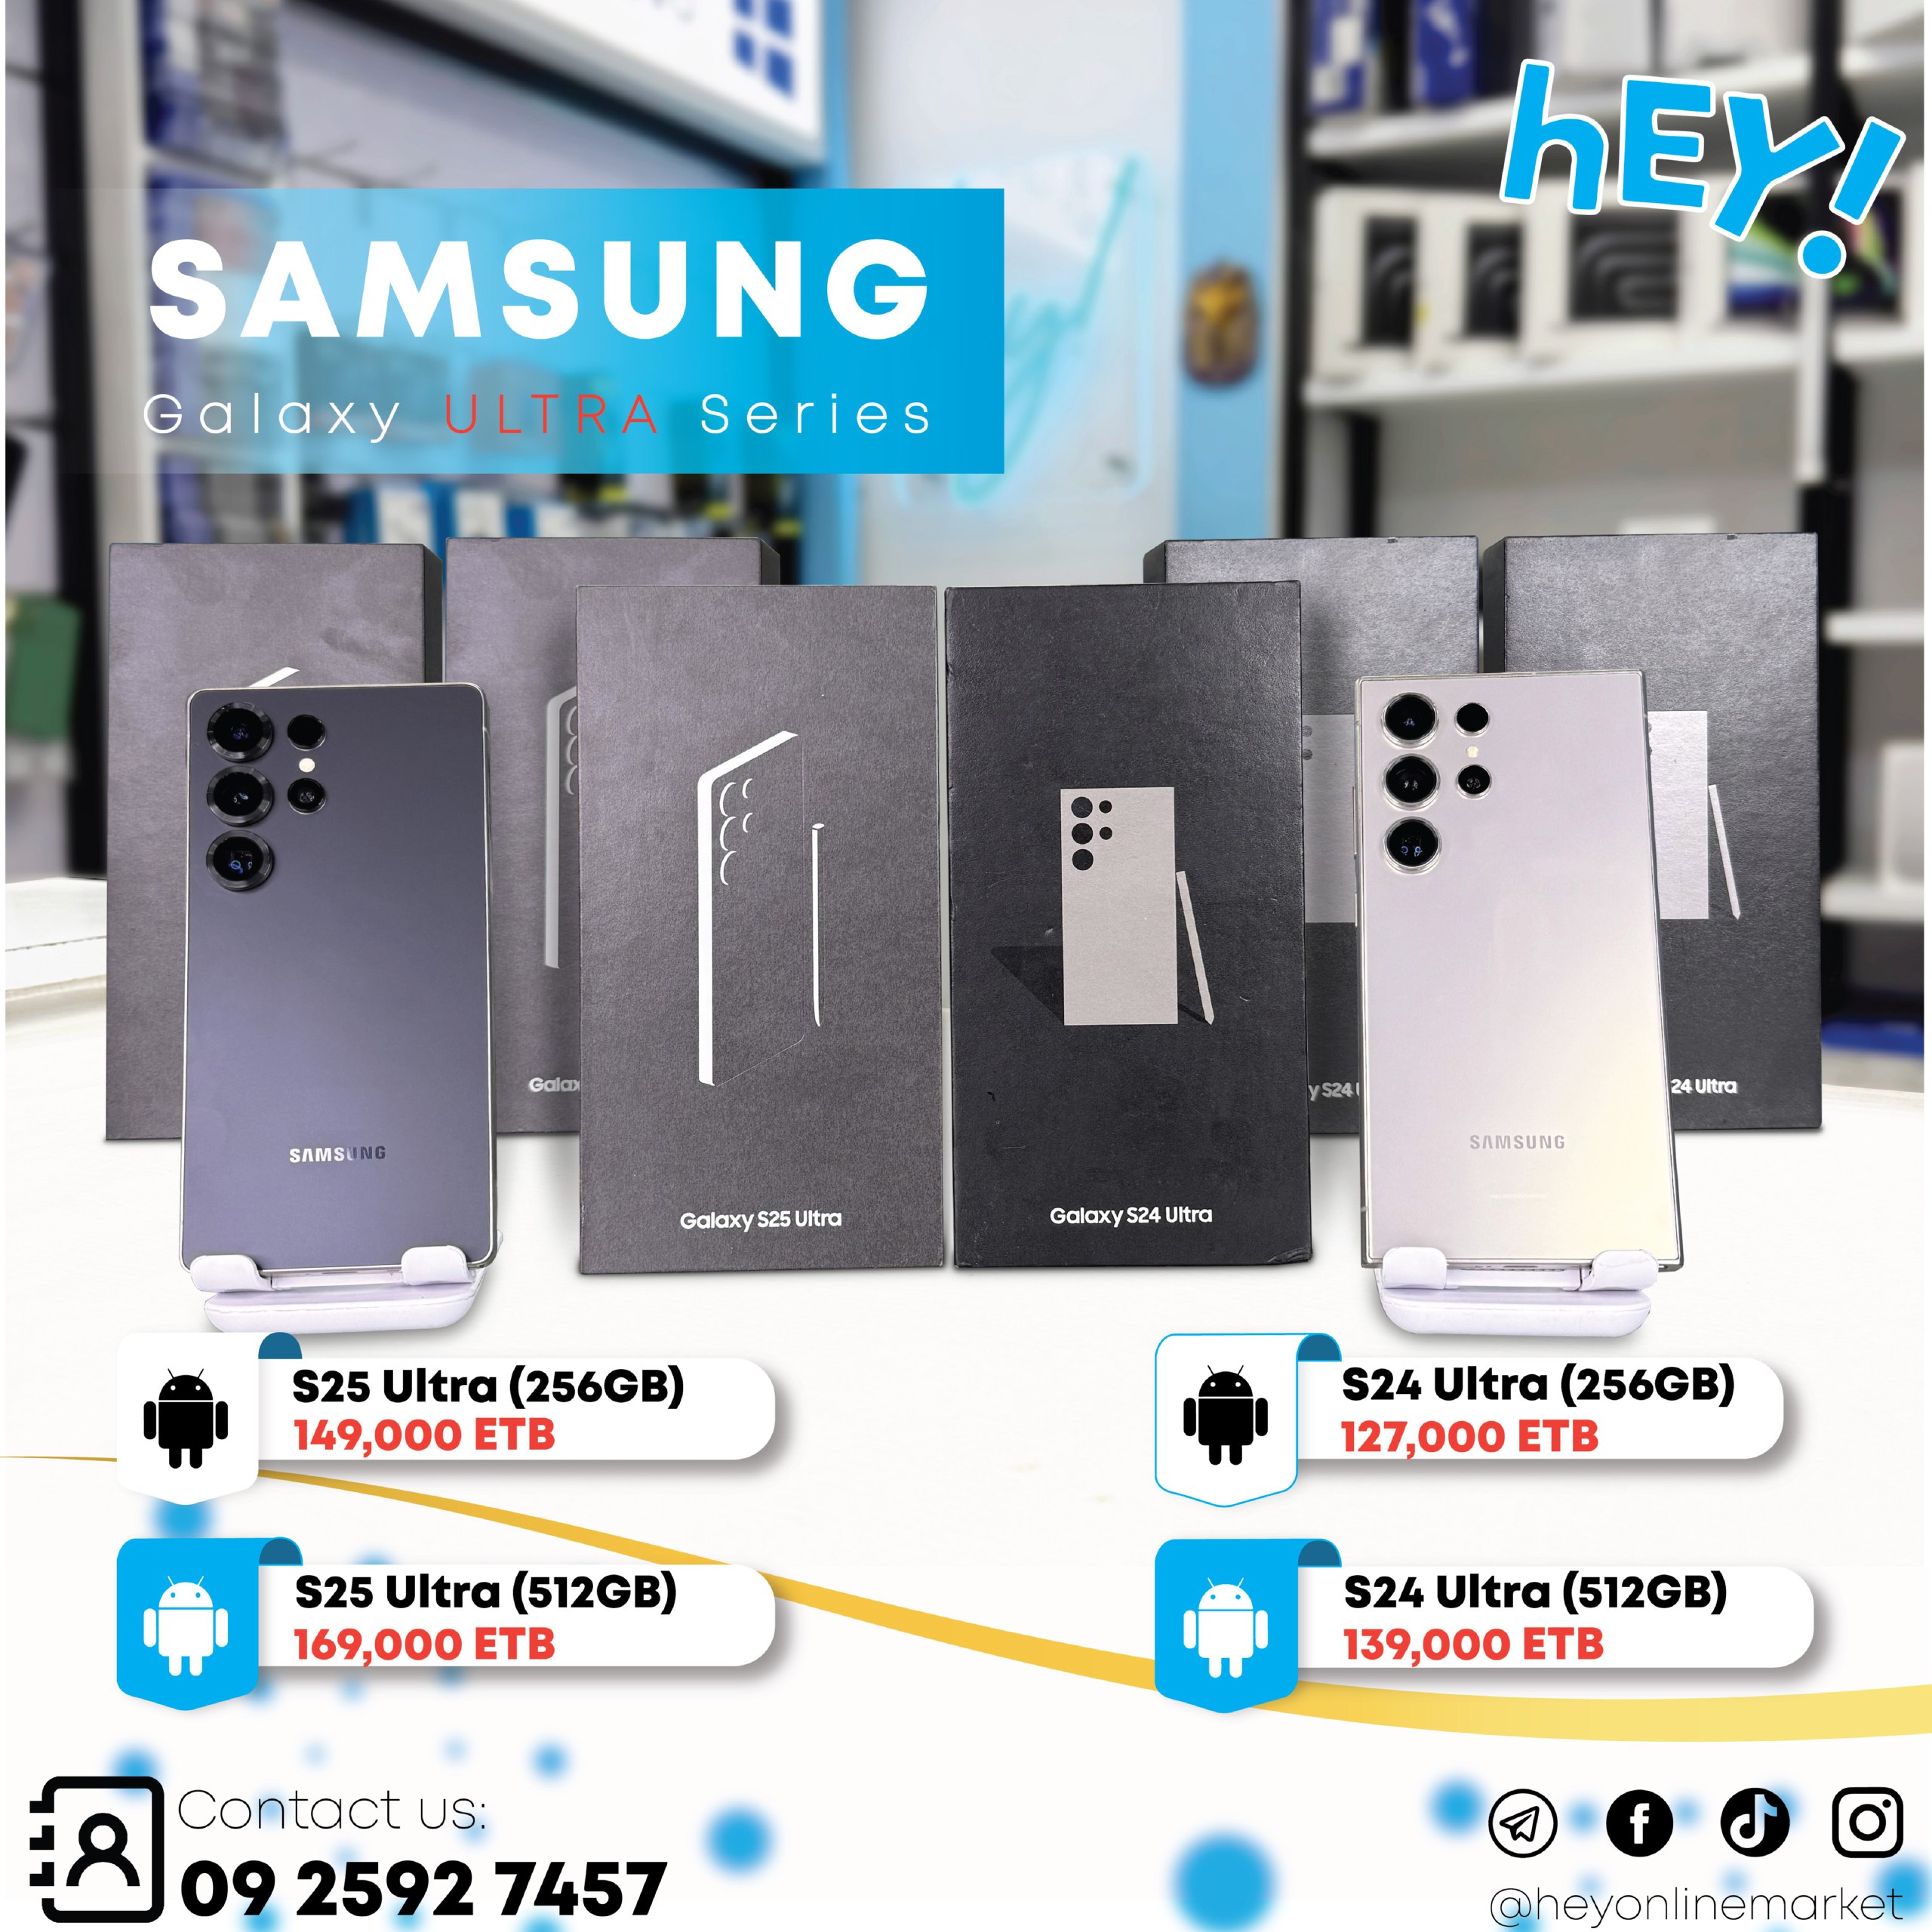 hEY!
SAMSUNG
Galaxy ULTRA Series
Galax
y S24 U
24 Ultra
SAMSUNG
SAMSUNG
Galaxy S25 Ultra
Galaxy S24 Ultra
S25 Ultra (256GB)
149,000 ETB
S24 Ultra (256GB)
127,000 ETB
S25 Ultra (512GB)
169,000 ETB
S24 Ultra (512GB)
139,000 ETB
Contact us:
09 2592 7457
@heyonlinemarket